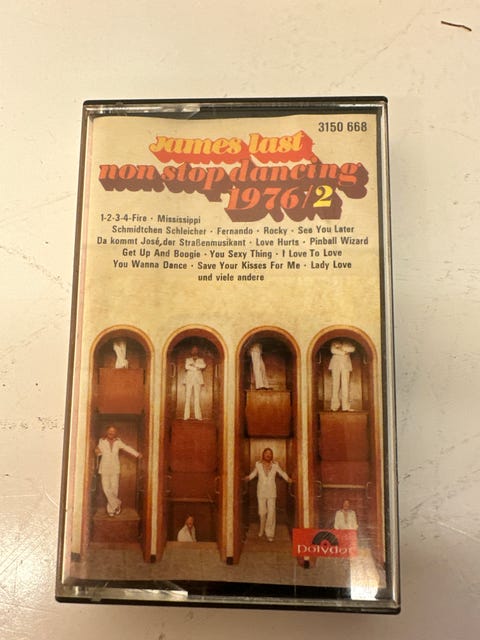 3150 668
James last
non stop dancing
1976/2
1-2-3-4-Fire · Mississippi
Schmidtchen Schleicher · Fernando · Rocky · See You Later
Da kommt José, der Straßenmusikant · Love Hurts · Pinball Wizard
Get Up And Boogie · You Sexy Thing · I Love To Love
You Wanna Dance · Save Your Kisses For Me · Lady Love
und viele andere
Polydor